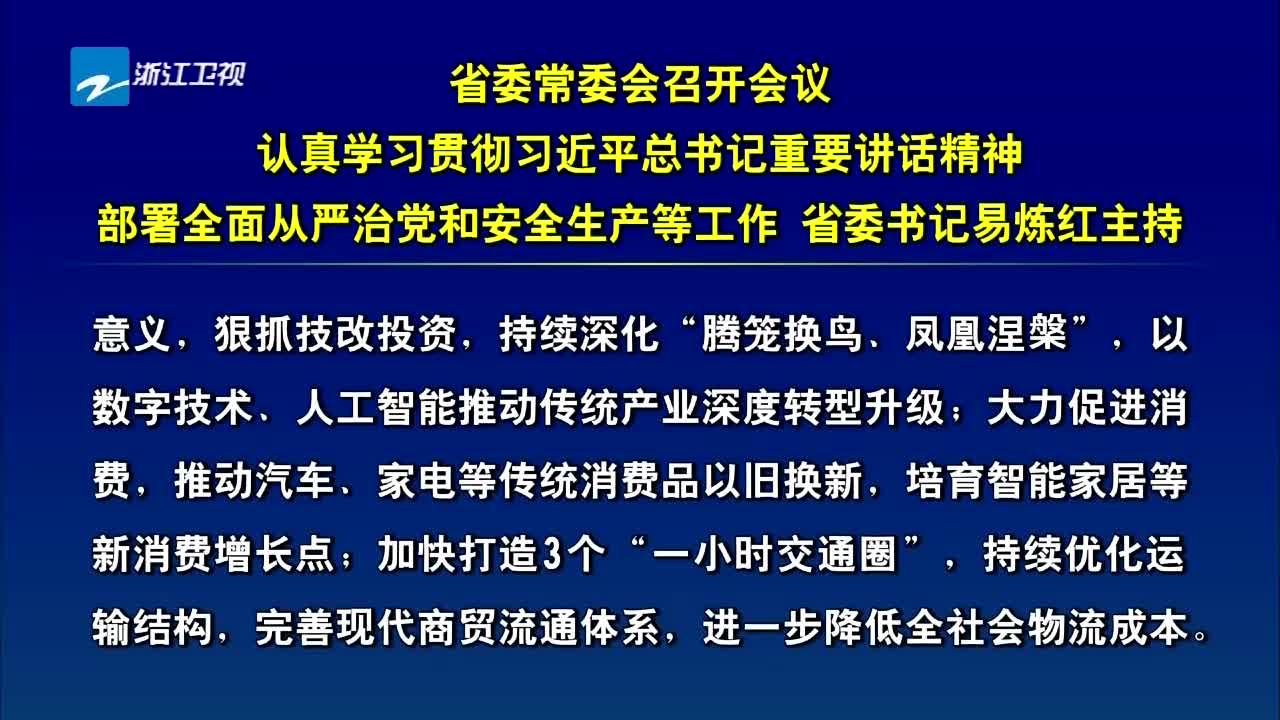 浙江卫视
省委常委会召开会议
认真学习贯彻习近平总书记重要讲话精神
部署全面从严治党和安全生产等工作 省委书记易炼红主持
意义，狠抓技改投资，持续深化“腾笼换鸟、凤凰涅槃”，以
数字技术、人工智能推动传统产业深度转型升级；大力促进消
费，推动汽车、家电等传统消费品以旧换新，培育智能家居等
新消费增长点；加快打造3个“一小时交通圈”，持续优化运
输结构，完善现代商贸流通体系，进一步降低全社会物流成本。